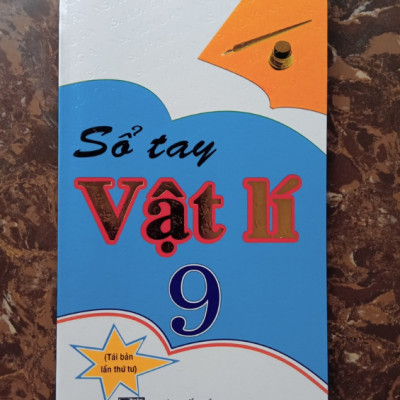 Sổ tay
Vật lí
9
(Tái bản
lần thứ tư)